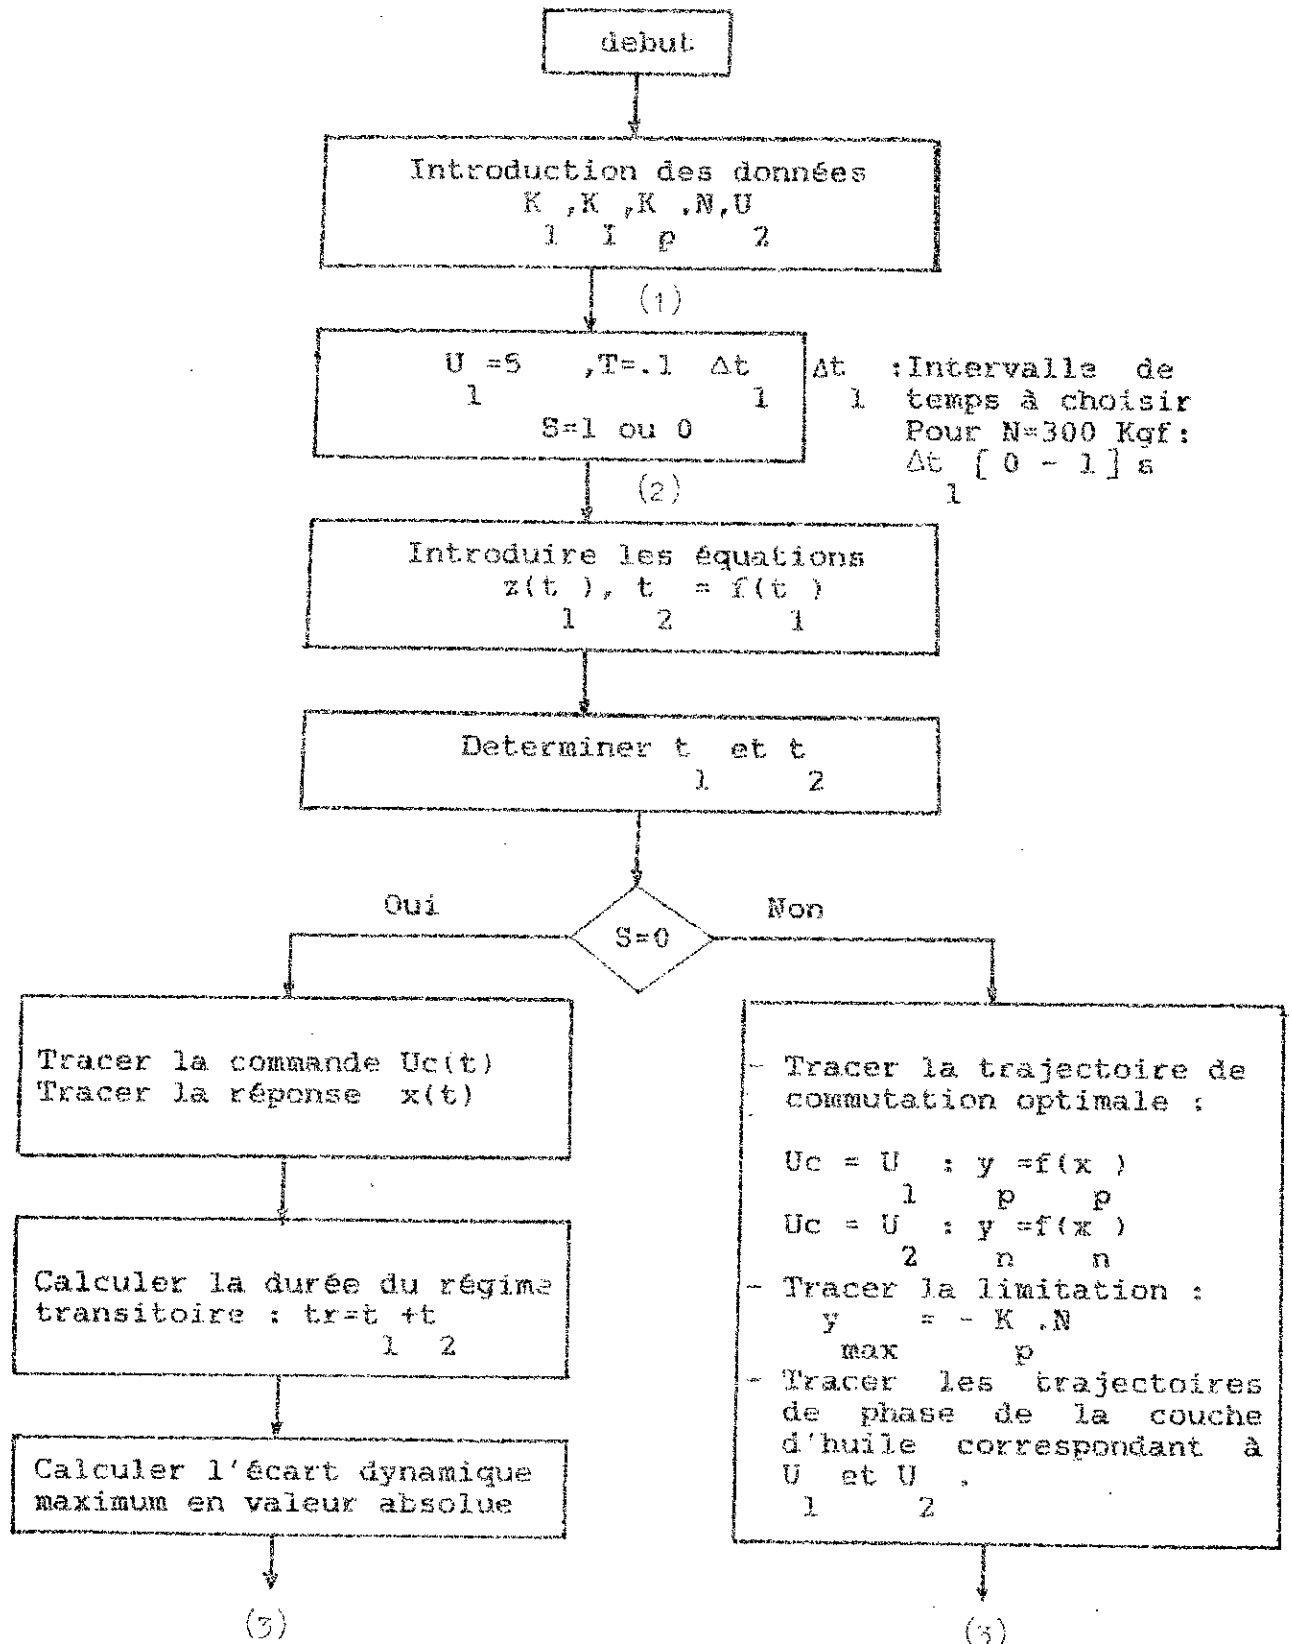 debut
Introduction des données
K ,K ,K .N,U
1 I p 2
(1)
U =5 ,T=.1 Δt
1 1
S=1 ou 0
Δt :Intervalle de
1 temps à choisir
Pour N=300 Kgf:
Δt [ 0 - 1] s
1
(2)
Introduire les équations
z(t ), t = f(t )
1 2 1
Determiner t et t
1 2
Oui
S=0
Non
Tracer la commande Uc(t)
Tracer la réponse x(t)
Calculer la durée du régime
transitoire : tr=t +t
1 2
Calculer l'écart dynamique
maximum en valeur absolue
(3)
- Tracer la trajectoire de
commutation optimale :
Uc = U : y =f(x )
1 p p
Uc = U : y =f(x )
2 n n
- Tracer la limitation :
y = - K .N
max p
- Tracer les trajectoires
de phase de la couche
d'huile correspondant à
U et U .
1 2
(3)